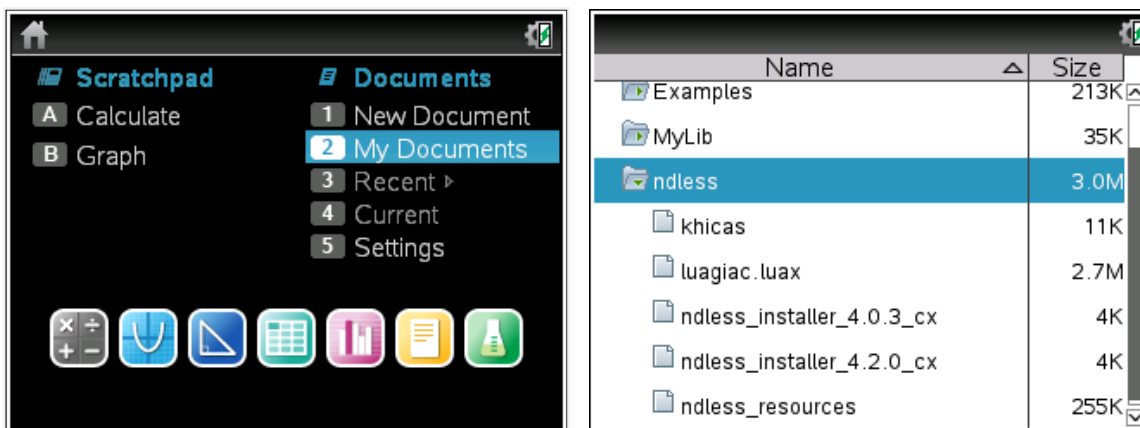 Scratchpad
A Calculate
B Graph
Documents
1 New Document
2 My Documents
3 Recent
4 Current
5 Settings
Name Size
Examples 213K
MyLib 35K
ndless 3.0M
khicas 11K
luagiac.luax 2.7M
ndless_installer_4.0.3_cx 4K
ndless_installer_4.2.0_cx 4K
ndless_resources 255K